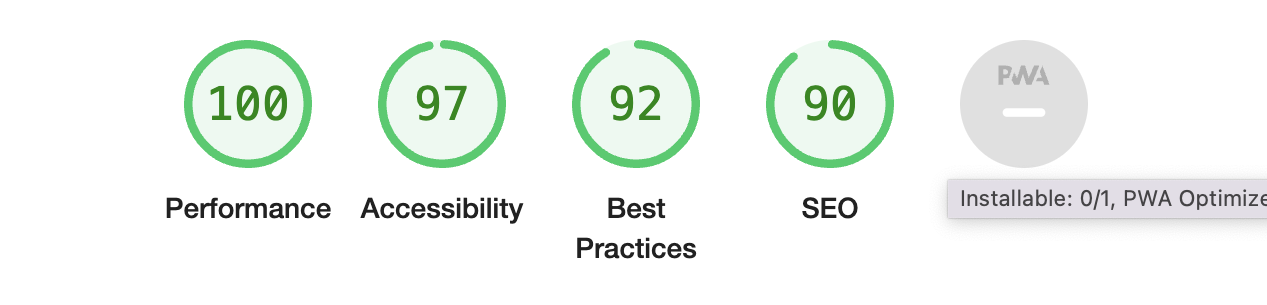 100
97
92
90
PWA
Performance
Accessibility
Best
Practices
SEO
Installable: 0/1, PWA Optimize